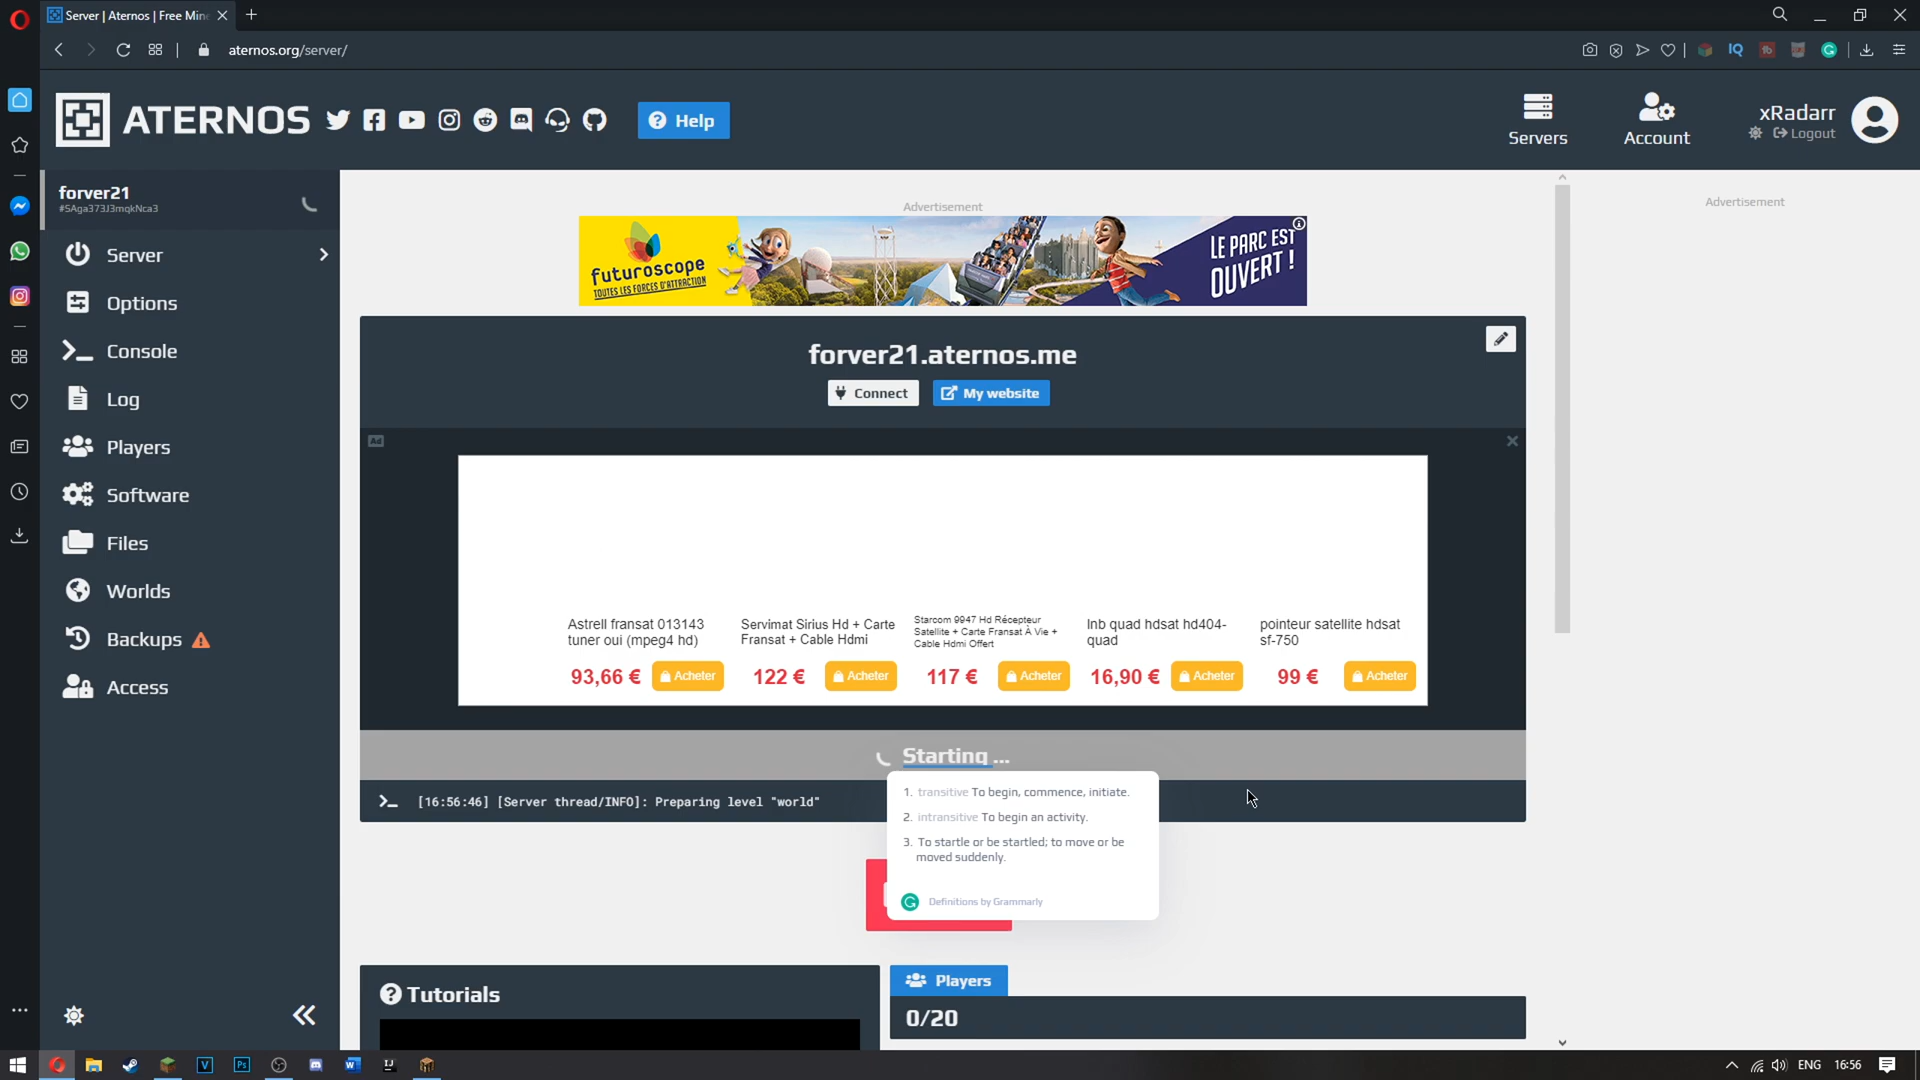 Server | Aternos | Free Mine
aternos.org/server/
IQ
ATERNOS
Help
Servers
Account
xRadarr
Logout
forver21
#SAga373J3mqkNca3
Server
Options
Console
Log
Players
Software
Files
Worlds
Backups
Access
Advertisement
futuroscope
TOUTES LES FORCES D'ATTRACTION
LE PARC EST
OUVERT !
Advertisement
forver21.aternos.me
Connect
My website
Ad
Astrell fransat 013143
tuner oui (mpeg4 hd)
93,66 €
Acheter
Servimat Sirius Hd + Carte
Fransat + Cable Hdmi
122 €
Acheter
Starcom 9947 Hd Récepteur
Satellite + Carte Fransat À Vie +
Cable Hdmi Offert
117 €
Acheter
Inb quad hdsat hd404-
quad
16,90 €
Acheter
pointeur satellite hdsat
sf-750
99 €
Acheter
Starting ...
[16:56:46] [Server thread/INFO]: Preparing level "world"
1. transitive To begin, commence, initiate.
2. intransitive To begin an activity.
3. To startle or be startled; to move or be
moved suddenly.
Definitions by Grammarly
Tutorials
Players
0/20
V
Ps
W
IJ
ENG
16:56